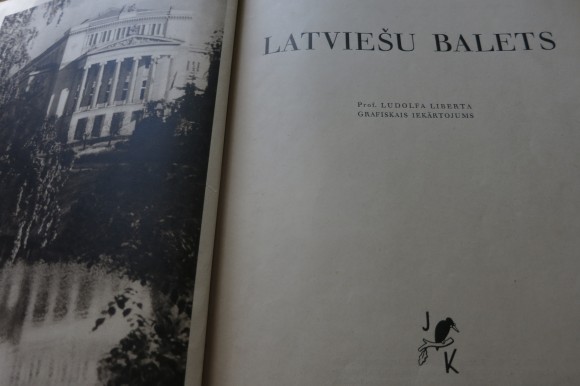 LATVIEŠU BALETS
Prof. LUDOLFA LIBERTA
GRAFISKAIS IEKĀRTOJUMS
J
K